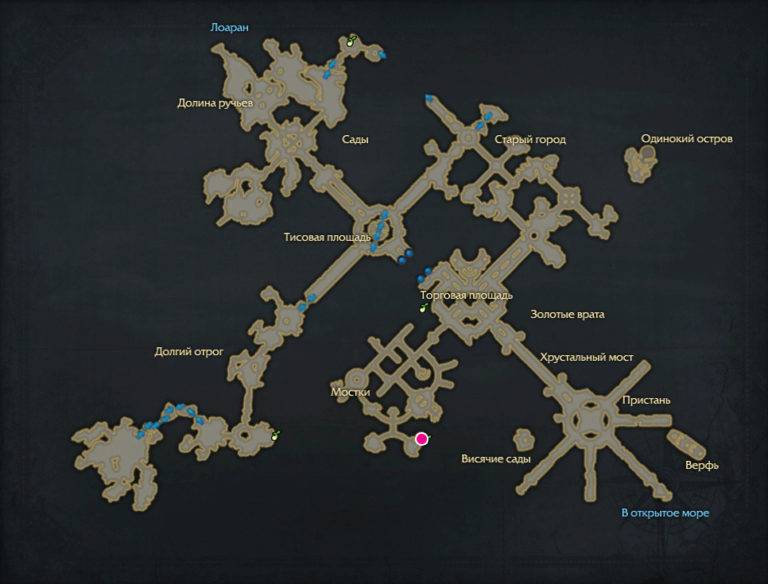 Лоаран
Долина ручьев
Сады
Старый город
Одинокий остров
Тисовая площадь
Торговая площадь
Золотые врата
Долгий отрог
Хрустальный мост
Мостки
Пристань
Висячие сады
Верфь
В открытое море